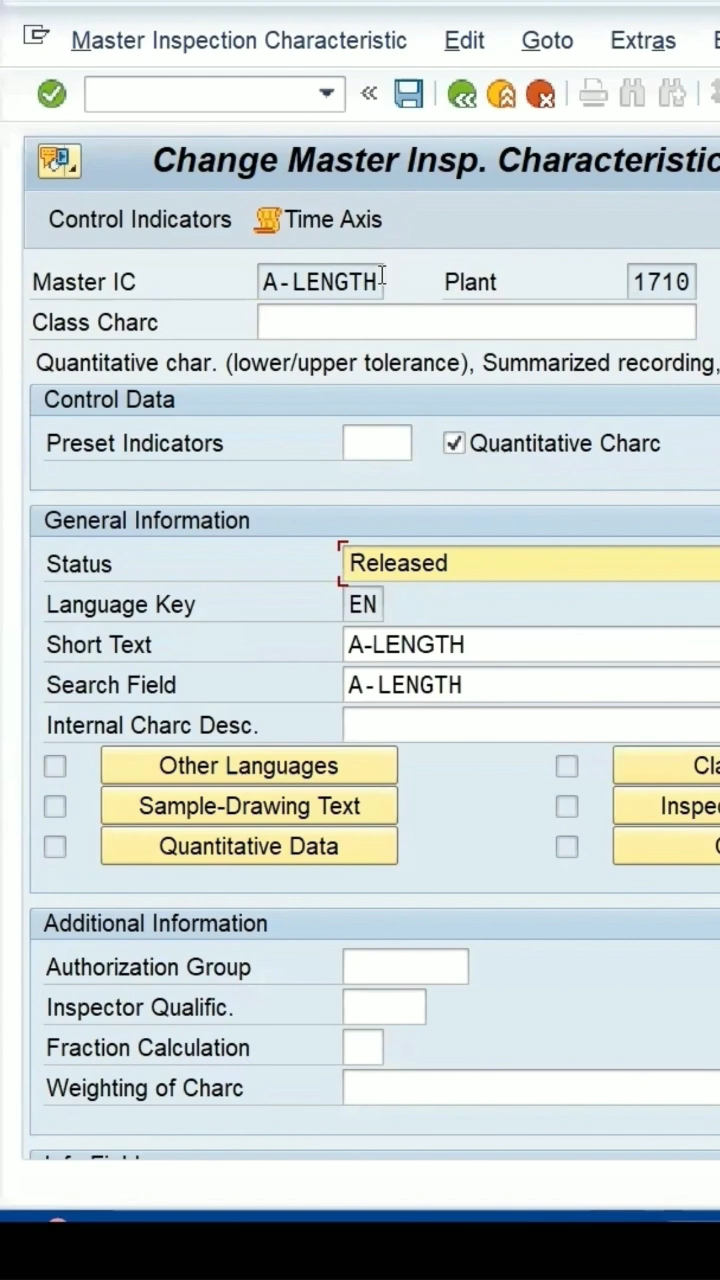 Master Inspection Characteristic Edit Goto Extras
Change Master Insp. Characteristic
Control Indicators Time Axis
Master IC A-LENGTH Plant 1710
Class Charc
Quantitative char. (lower/upper tolerance), Summarized recording,
Control Data
Preset Indicators Quantitative Charc
General Information
Status Released
Language Key EN
Short Text A-LENGTH
Search Field A-LENGTH
Internal Charc Desc.
Other Languages
Sample-Drawing Text
Quantitative Data
Additional Information
Authorization Group
Inspector Qualific.
Fraction Calculation
Weighting of Charc